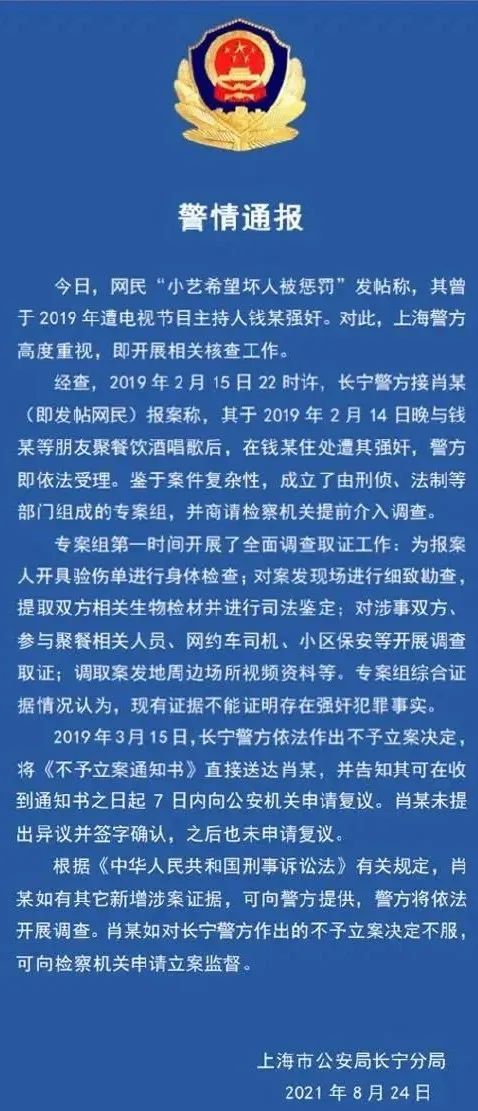 警情通报
今日，网民“小艺希望坏人被惩罚”发帖称，其曾
于 2019 年遭电视节目主持人钱某强奸。对此，上海警方
高度重视，即开展相关核查工作。
经查，2019 年 2 月 15 日 22 时许，长宁警方接肖某
（即发帖网民）报案称，其于 2019 年 2 月 14 日晚与钱
某等朋友聚餐饮酒唱歌后，在钱某住处遭其强奸，警方
即依法受理。鉴于案件复杂性，成立了由刑侦、法制等
部门组成的专案组，并商请检察机关提前介入调查。
专案组第一时间开展了全面调查取证工作：为报案
人开具验伤单进行身体检查；对案发现场进行细致勘查，
提取双方相关生物检材并进行司法鉴定；对涉事双方、
参与聚餐相关人员、网约车司机、小区保安等开展调查
取证；调取案发地周边场所视频资料等。专案组综合证
据情况认为，现有证据不能证明存在强奸犯罪事实。
2019 年 3 月 15 日，长宁警方依法作出不予立案决定，
将《不予立案通知书》直接送达肖某，并告知其可在收
到通知书之日起 7 日内向公安机关申请复议。肖某未提
出异议并签字确认，之后也未申请复议。
根据《中华人民共和国刑事诉讼法》有关规定，肖
某如有其它新增涉案证据，可向警方提供，警方将依法
开展调查。肖某如对长宁警方作出的不予立案决定不服，
可向检察机关申请立案监督。
上海市公安局长宁分局
2021 年 8 月 24 日